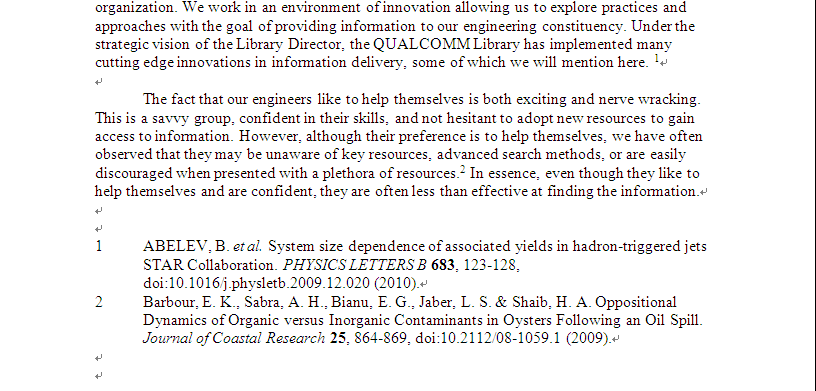 organization. We work in an environment of innovation allowing us to explore practices and
approaches with the goal of providing information to our engineering constituency. Under the
strategic vision of the Library Director, the QUALCOMM Library has implemented many
cutting edge innovations in information delivery, some of which we will mention here. 1
The fact that our engineers like to help themselves is both exciting and nerve wracking.
This is a savvy group, confident in their skills, and not hesitant to adopt new resources to gain
access to information. However, although their preference is to help themselves, we have often
observed that they may be unaware of key resources, advanced search methods, or are easily
discouraged when presented with a plethora of resources.2 In essence, even though they like to
help themselves and are confident, they are often less than effective at finding the information.
1 ABELEV, B. et al. System size dependence of associated yields in hadron-triggered jets
STAR Collaboration. PHYSICS LETTERS B 683, 123-128,
doi:10.1016/j.physletb.2009.12.020 (2010).
2 Barbour, E. K., Sabra, A. H., Bianu, E. G., Jaber, L. S. & Shaib, H. A. Oppositional
Dynamics of Organic versus Inorganic Contaminants in Oysters Following an Oil Spill.
Journal of Coastal Research 25, 864-869, doi:10.2112/08-1059.1 (2009).